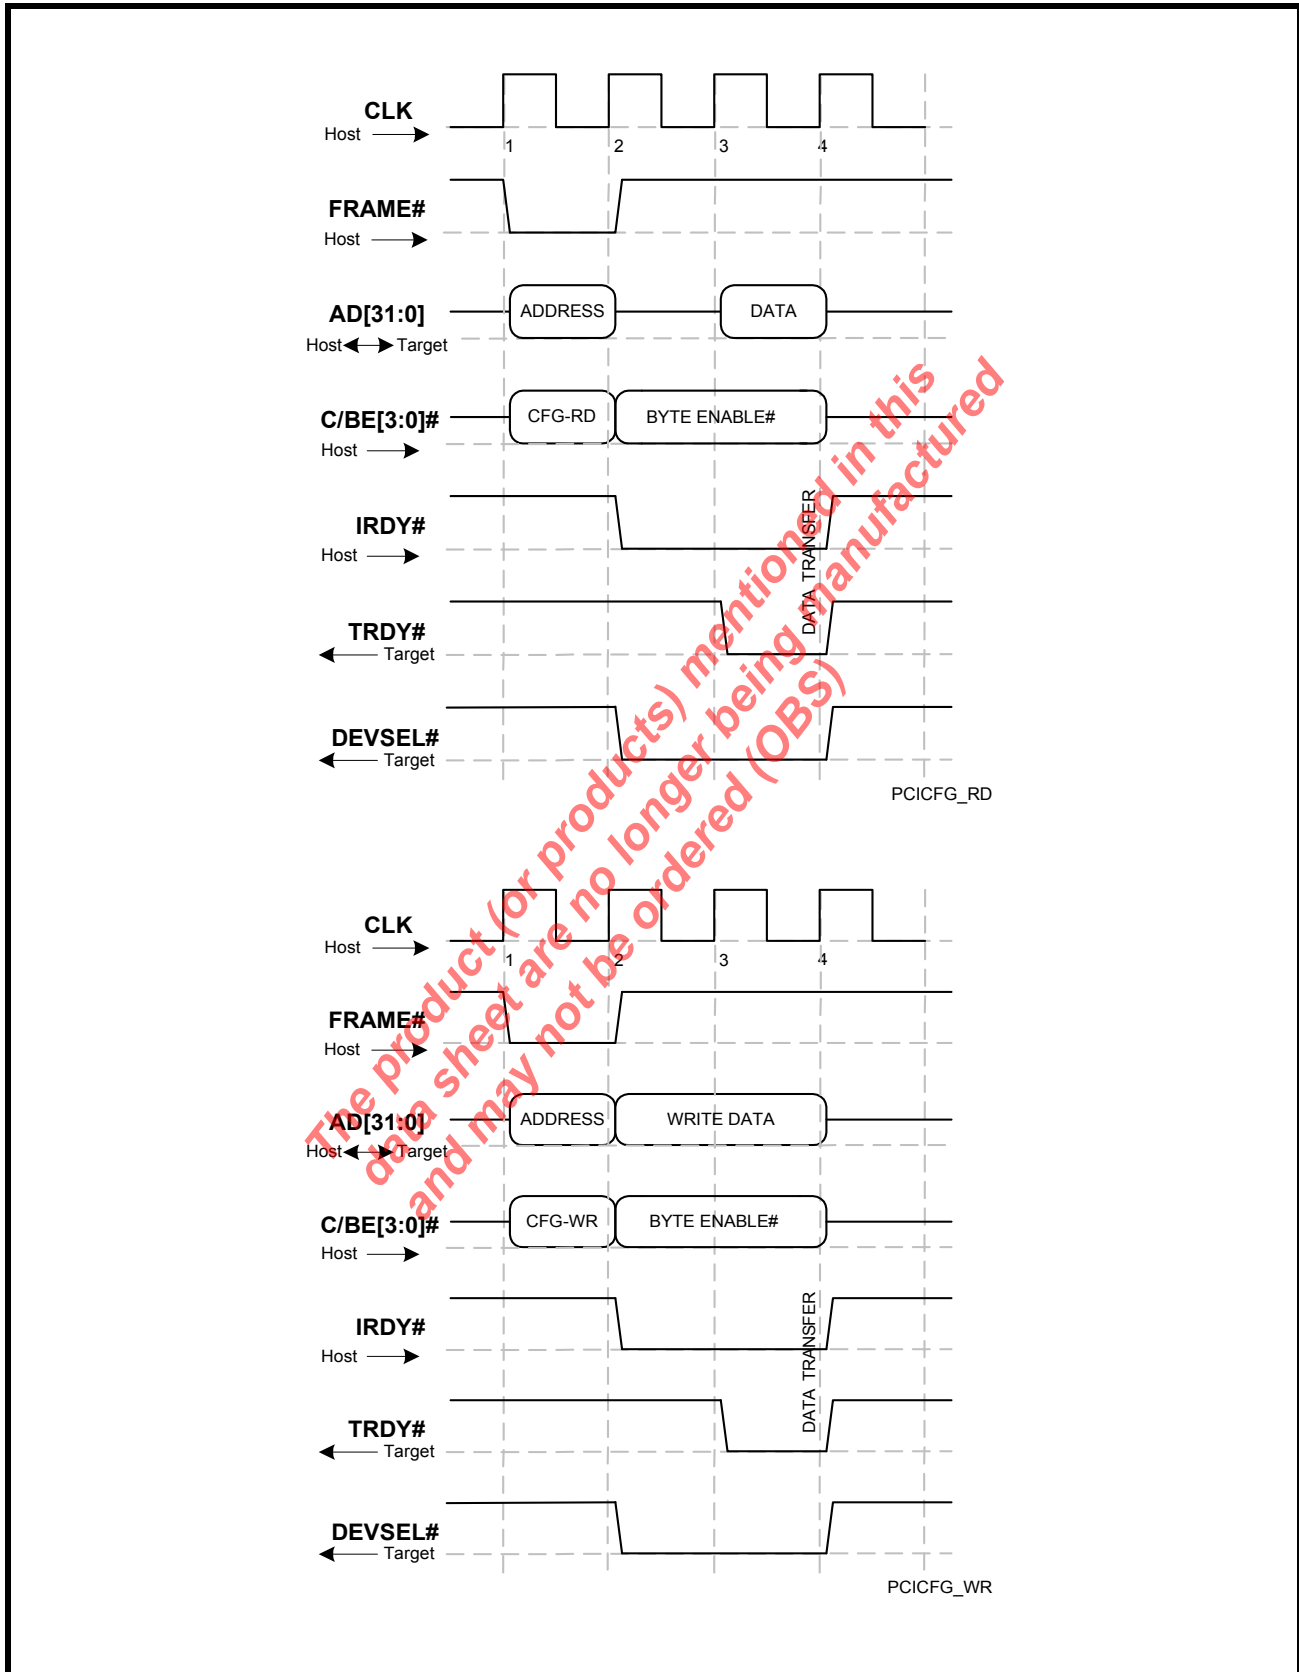 CLK
Host
1 2 3 4
FRAME#
Host
AD[31:0]
Host Target
ADDRESS DATA
C/BE[3:0]#
Host
CFG-RD BYTE ENABLE#
IRDY#
Host
DATA TRANSFER
TRDY#
Target
DEVSEL#
Target
PCICFG_RD
CLK
Host
1 2 3 4
FRAME#
Host
AD[31:0]
Host Target
ADDRESS WRITE DATA
C/BE[3:0]#
Host
CFG-WR BYTE ENABLE#
IRDY#
Host
DATA TRANSFER
TRDY#
Target
DEVSEL#
Target
PCICFG_WR
The product (or products) mentioned in this
data sheet are no longer being manufactured
and may not be ordered (OBS)